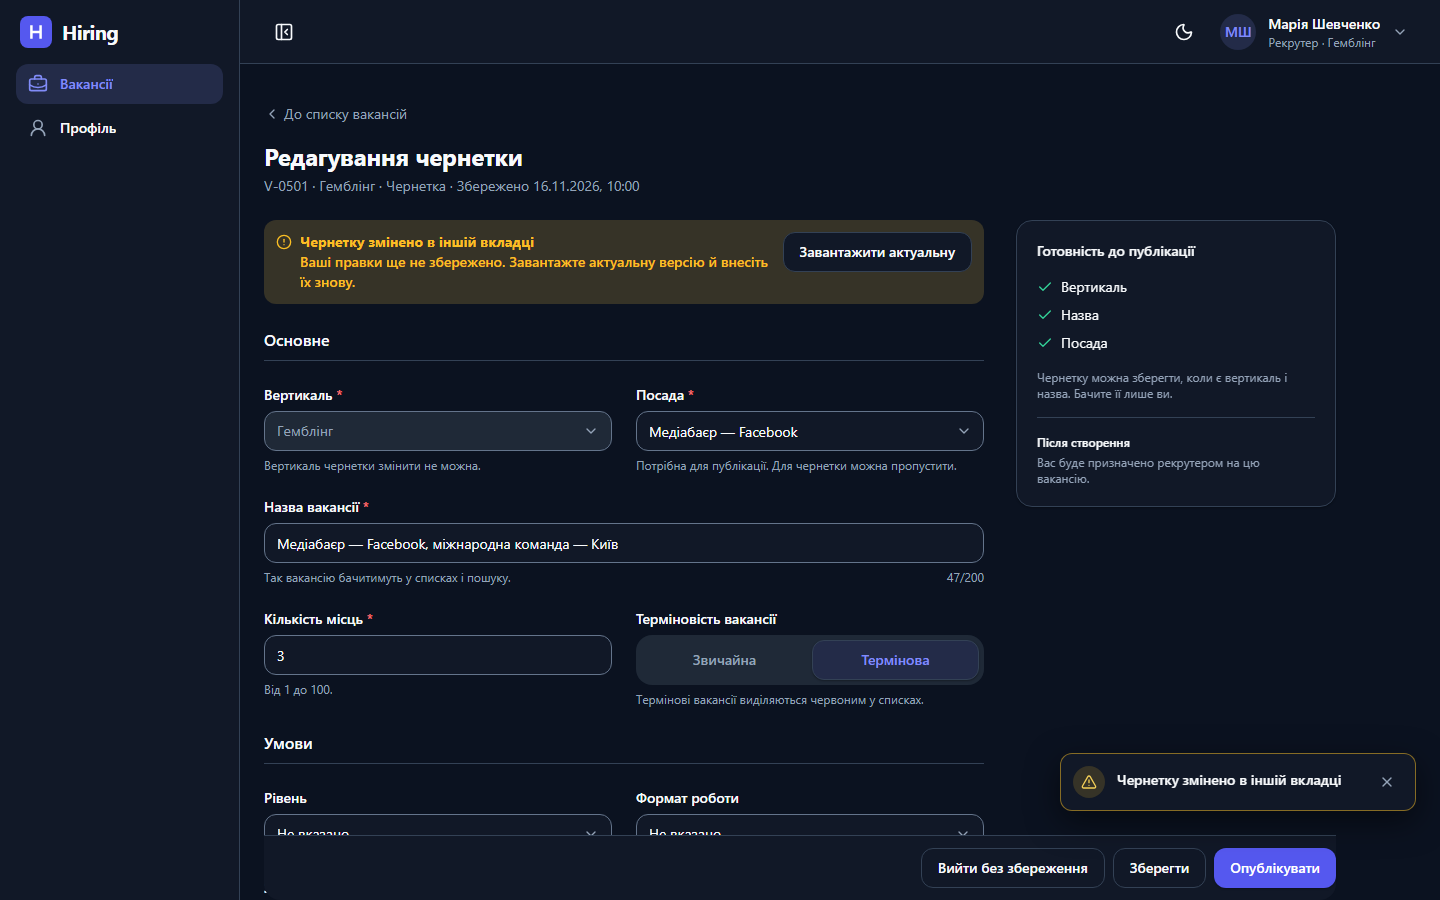 H Hiring
Вакансії
Профіль
МШ
Марія Шевченко
Рекрутер · Гемблінг
До списку вакансій
Редагування чернетки
V-0501 · Гемблінг · Чернетка · Збережено 16.11.2026, 10:00
Чернетку змінено в іншій вкладці
Ваші правки ще не збережено. Завантажте актуальну версію й внесіть
їх знову.
Завантажити актуальну
Основне
Вертикаль *
Гемблінг
Вертикаль чернетки змінити не можна.
Посада *
Медіабаєр — Facebook
Потрібна для публікації. Для чернетки можна пропустити.
Назва вакансії *
Медіабаєр — Facebook, міжнародна команда — Київ
Так вакансію бачитимуть у списках і пошуку.
47/200
Кількість місць *
3
Від 1 до 100.
Терміновість вакансії
Звичайна
Термінова
Термінові вакансії виділяються червоним у списках.
Умови
Рівень
Не вказано
Формат роботи
Не вказано
Готовність до публікації
Вертикаль
Назва
Посада
Чернетку можна зберегти, коли є вертикаль і
назва. Бачите її лише ви.
Після створення
Вас буде призначено рекрутером на цю
вакансію.
Чернетку змінено в іншій вкладці
Вийти без збереження
Зберегти
Опублікувати